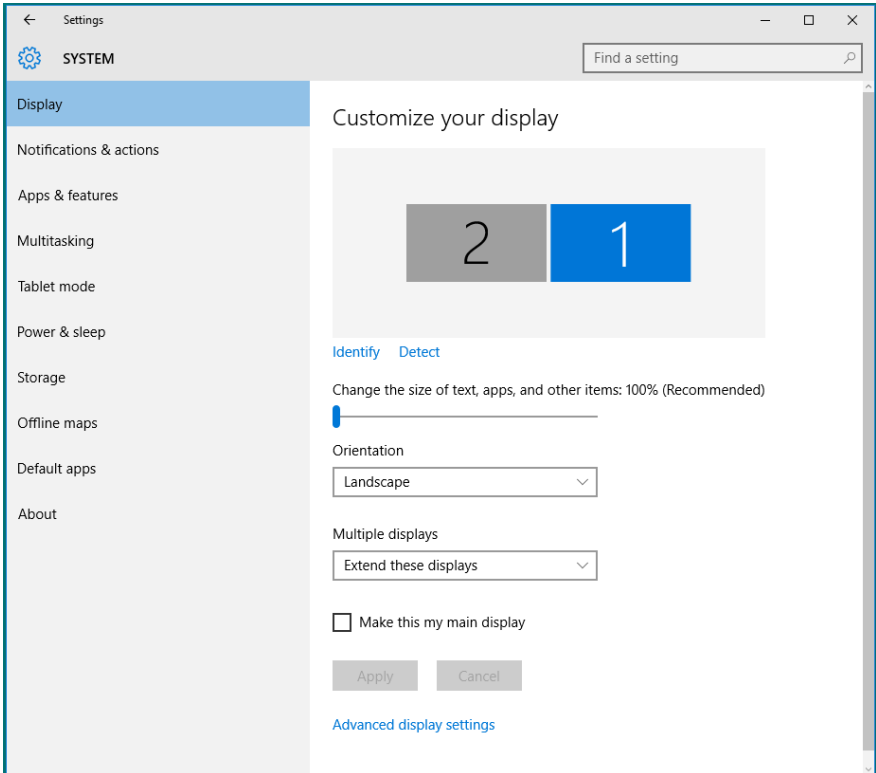 Settings
SYSTEM
Find a setting
Display
Notifications & actions
Apps & features
Multitasking
Tablet mode
Power & sleep
Storage
Offline maps
Default apps
About
Customize your display
2 1
Identify Detect
Change the size of text, apps, and other items: 100% (Recommended)
Orientation
Landscape
Multiple displays
Extend these displays
Make this my main display
Apply Cancel
Advanced display settings